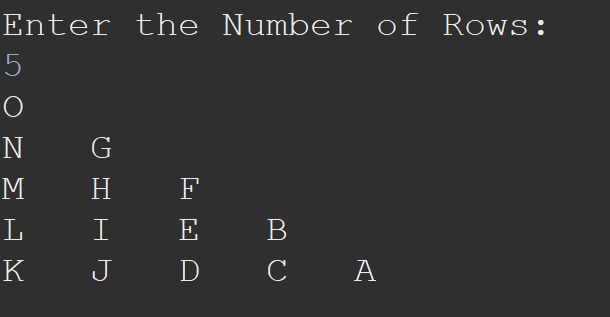 Enter the Number of Rows:
5
O
N G
M H F
L I E B
K J D C A